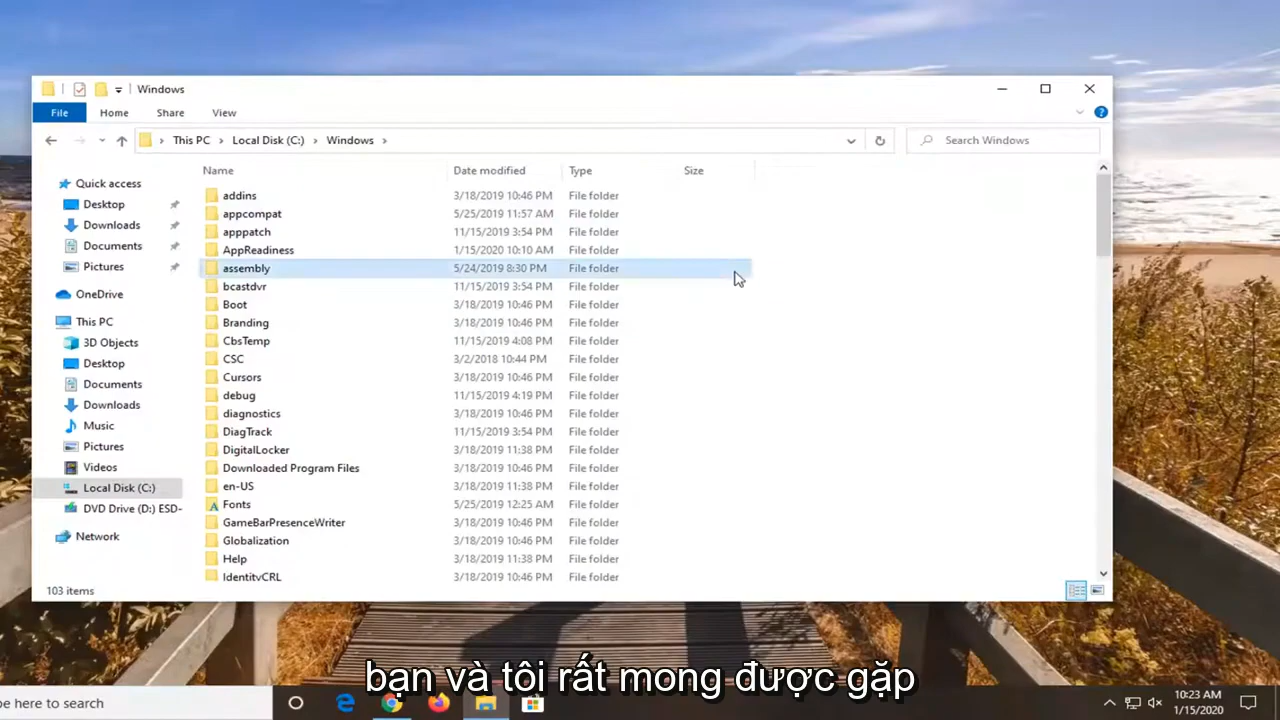 Windows
File Home Share View
This PC Local Disk (C:) Windows
Search Windows
Name Date modified Type Size
Quick access
Desktop
Downloads
Documents
Pictures
OneDrive
This PC
3D Objects
Desktop
Documents
Downloads
Music
Pictures
Videos
Local Disk (C:)
DVD Drive (D:) ESD-
Network
addins 3/18/2019 10:46 PM File folder
appcompat 5/25/2019 11:57 AM File folder
apppatch 11/15/2019 3:54 PM File folder
AppReadiness 1/15/2020 10:10 AM File folder
assembly 5/24/2019 8:30 PM File folder
bcastdvr 11/15/2019 3:54 PM File folder
Boot 3/18/2019 10:46 PM File folder
Branding 3/18/2019 10:46 PM File folder
CbsTemp 11/15/2019 4:08 PM File folder
CSC 3/2/2018 10:44 PM File folder
Cursors 3/18/2019 10:46 PM File folder
debug 11/15/2019 4:19 PM File folder
diagnostics 3/18/2019 10:46 PM File folder
DiagTrack 11/15/2019 3:54 PM File folder
DigitalLocker 3/18/2019 11:38 PM File folder
Downloaded Program Files 3/18/2019 10:46 PM File folder
en-US 3/18/2019 11:38 PM File folder
Fonts 5/25/2019 12:25 AM File folder
GameBarPresenceWriter 3/18/2019 10:46 PM File folder
Globalization 3/18/2019 10:46 PM File folder
Help 3/18/2019 11:38 PM File folder
IdentityCRL 3/18/2019 10:46 PM File folder
103 items
bạn và tôi rất mong được gặp
pe here to search
10:23 AM
1/15/2020